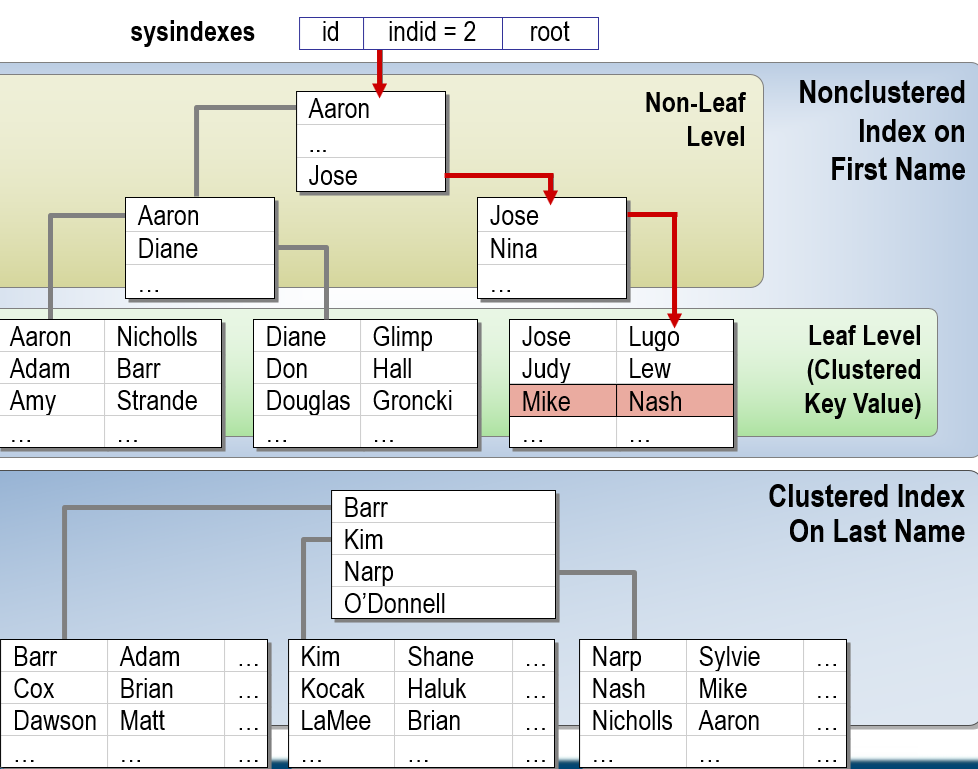 sysindexes id indid = 2 root
Nonclustered
Index on
First Name
Non-Leaf
Level
Aaron
...
Jose
Aaron
Diane
...
Jose
Nina
...
Leaf Level
(Clustered
Key Value)
Aaron Nicholls
Adam Barr
Amy Strande
... ...
Diane Glimp
Don Hall
Douglas Groncki
... ...
Jose Lugo
Judy Lew
Mike Nash
... ...
Clustered Index
On Last Name
Barr
Kim
Narp
O’Donnell
Barr Adam ...
Cox Brian ...
Dawson Matt ...
... ... ...
Kim Shane ...
Kocak Haluk ...
LaMee Brian ...
... ... ...
Narp Sylvie ...
Nash Mike ...
Nicholls Aaron ...
... ... ...